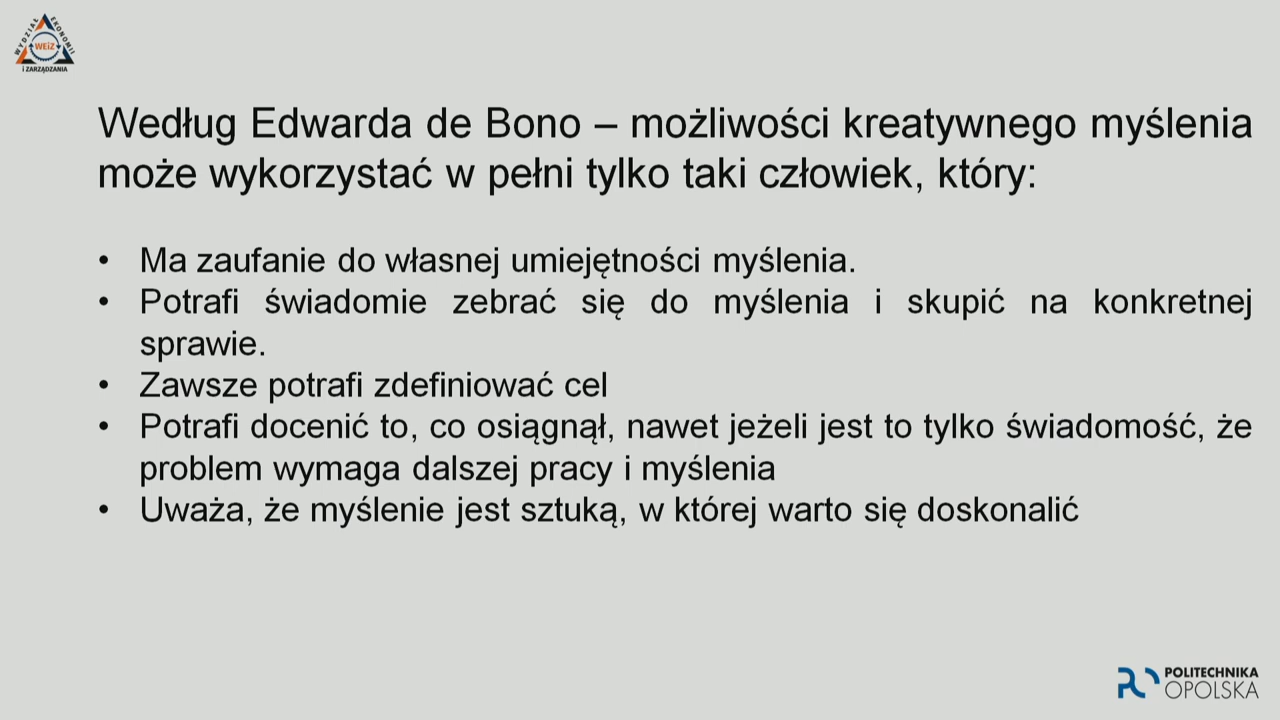 WYDZIAŁ EKONOMII
WEiZ
I ZARZĄDZANIA
Według Edwarda de Bono – możliwości kreatywnego myślenia
może wykorzystać w pełni tylko taki człowiek, który:
• Ma zaufanie do własnej umiejętności myślenia.
• Potrafi świadomie zebrać się do myślenia i skupić na konkretnej
sprawie.
• Zawsze potrafi zdefiniować cel
• Potrafi docenić to, co osiągnął, nawet jeżeli jest to tylko świadomość, że
problem wymaga dalszej pracy i myślenia
• Uważa, że myślenie jest sztuką, w której warto się doskonalić
POLITECHNIKA
OPOLSKA